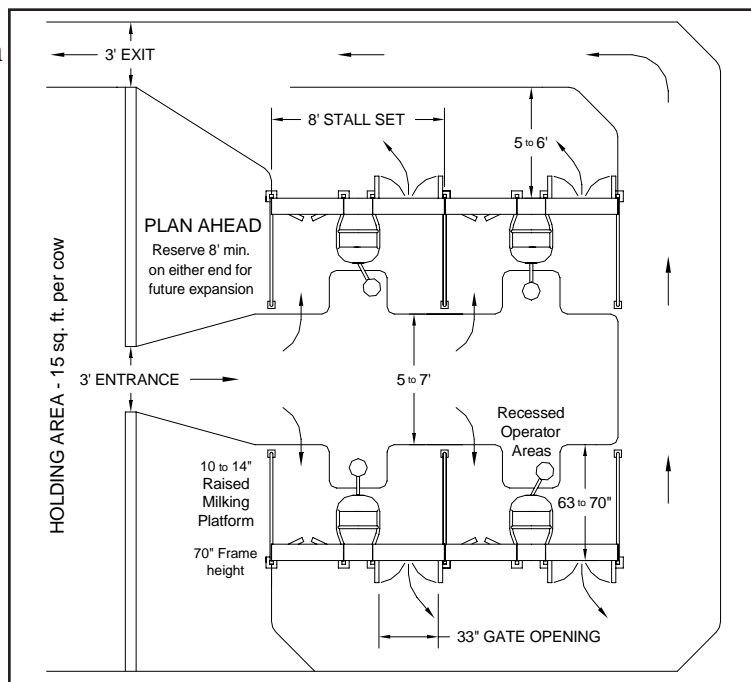 3' EXIT
8' STALL SET
5 to 6'
PLAN AHEAD
Reserve 8' min.
on either end for
future expansion
HOLDING AREA - 15 sq. ft. per cow
3' ENTRANCE
5 to 7'
Recessed
Operator
Areas
10 to 14"
Raised
Milking
Platform
63 to 70"
70" Frame
height
33" GATE OPENING